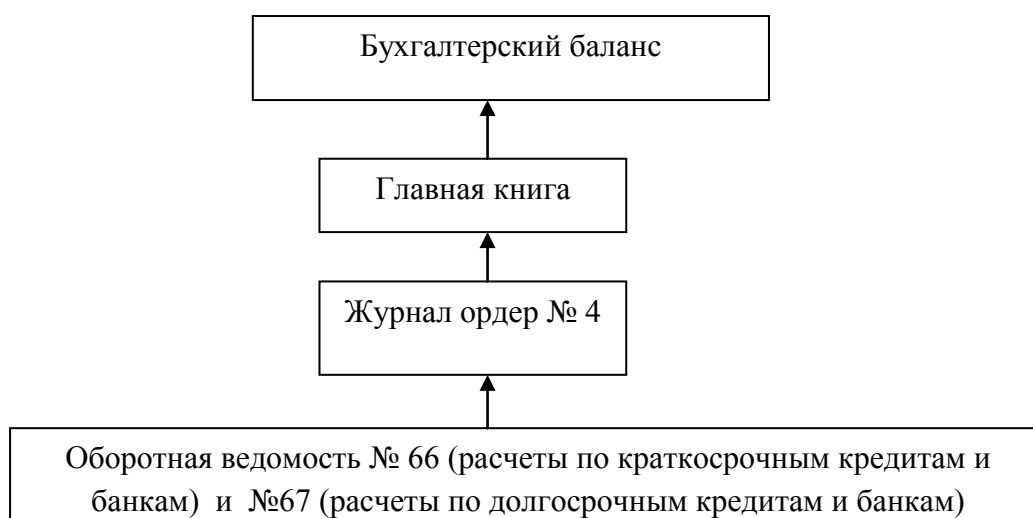 Бухгалтерский баланс
Главная книга
Журнал ордер № 4
Оборотная ведомость № 66 (расчеты по краткосрочным кредитам и
банкам) и №67 (расчеты по долгосрочным кредитам и банкам)